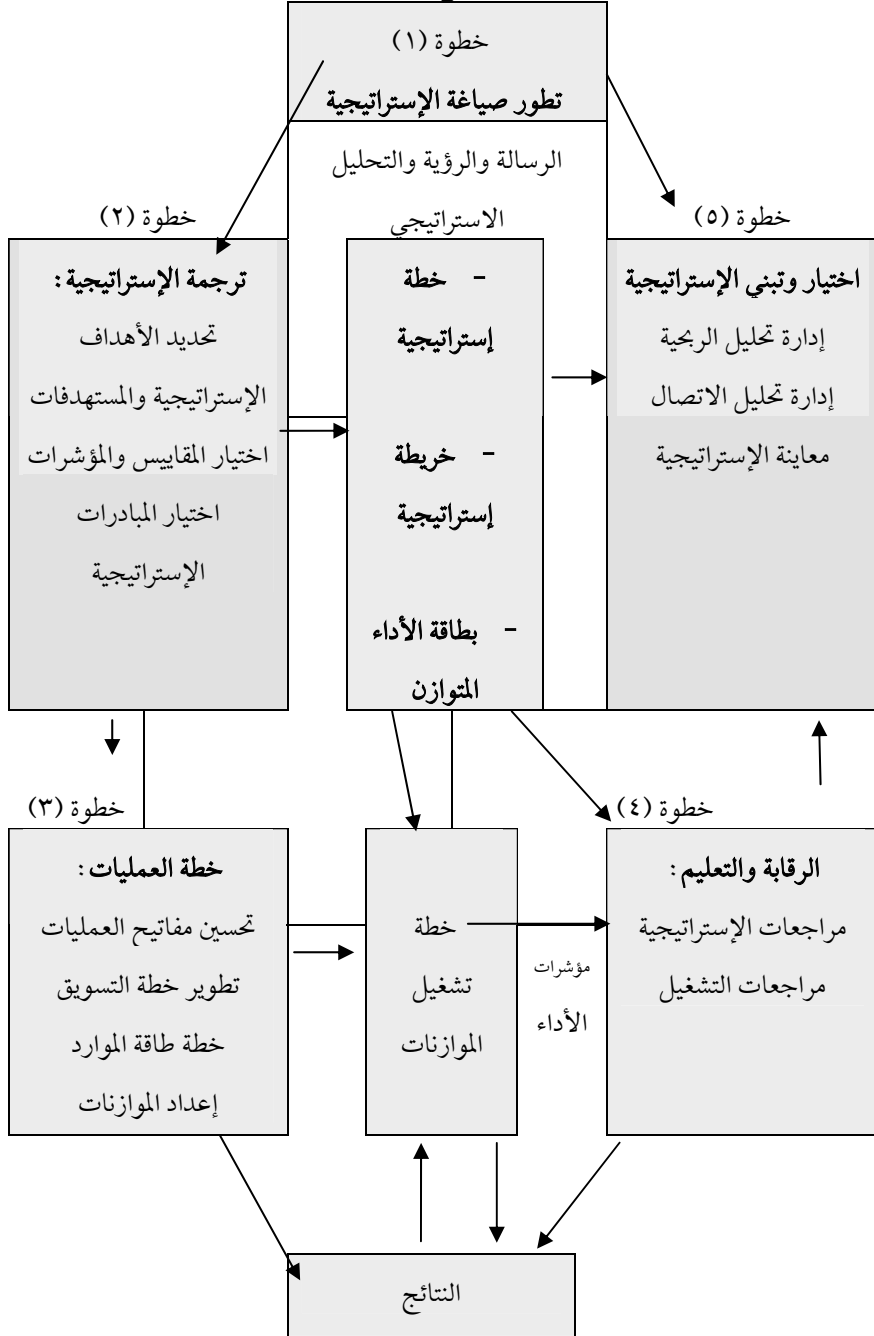 خطوة (١)
تطور صياغة الإستراتيجية
الرسالة والرؤية والتحليل
الاستراتيجي
خطوة (٢)
ترجمة الإستراتيجية:
تحديد الأهداف
الإستراتيجية والمستهدفات
اختيار المقاييس والمؤشرات
اختيار المبادرات
الإستراتيجية
- خطة
إستراتيجية
- خريطة
إستراتيجية
- بطاقة الأداء
المتوازن
خطوة (٥)
اختيار وتبني الإستراتيجية
إدارة تحليل الربحية
إدارة تحليل الاتصال
معاينة الإستراتيجية
خطوة (٣)
خطة العمليات:
تحسين مفاتيح العمليات
تطوير خطة التسويق
خطة طاقة الموارد
إعداد الموازنات
خطة
تشغيل
الموازنات
مؤشرات
الأداء
خطوة (٤)
الرقابة والتعليم:
مراجعات الإستراتيجية
مراجعات التشغيل
النتائج